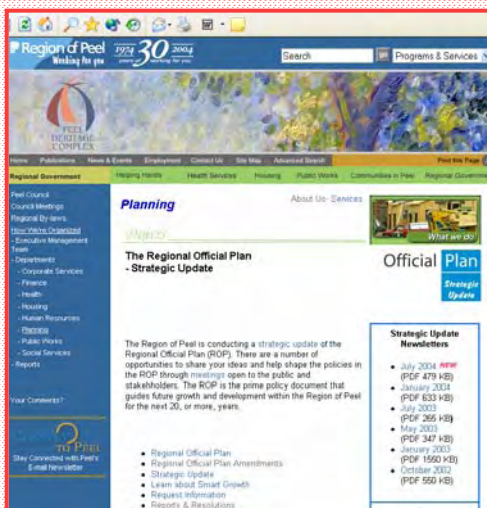 Region of Peel
Working for you
1974 30 2004
years of working for you
Search
Programs & Services
PEEL
HERITAGE
COMPLEX
Home Publications News & Events Employment Contact Us Site Map Advanced Search Print this Page
Regional Government
Helping Hands Health Services Housing Public Works Communities in Peel Regional Government
Peel Council
Council Meetings
Regional By-laws
How We're Organized
- Executive Management
Team
- Departments
- Corporate Services
- Finance
- Health
- Housing
- Human Resources
- Planning
- Public Works
- Social Services
- Reports
Your Comments?
TO PEEL
Stay Connected with Peel's
E-mail Newsletter
Planning
About Us- Services
The Regional Official Plan
- Strategic Update
The Region of Peel is conducting a strategic update of the
Regional Official Plan (ROP). There are a number of
opportunities to share your ideas and help shape the policies in
the ROP through meetings open to the public and
stakehholders. The ROP is the prime policy document that
guides future growth and development within the Region of Peel
for the next 20, or more, years.
• Regional Official Plan
• Regional Official Plan Amendments
• Strategic Update
• Learn about Smart Growth
• Request Information
• Reports & Resolutions
What we do
Official Plan
Strategic
Update
Strategic Update
Newsletters
• July 2004 NEW
(PDF 479 KB)
• January 2004
(PDF 633 KB)
• July 2003
(PDF 265 KB)
• May 2003
(PDF 347 KB)
• January 2003
(PDF 1550 KB)
• October 2002
(PDF 550 KB)